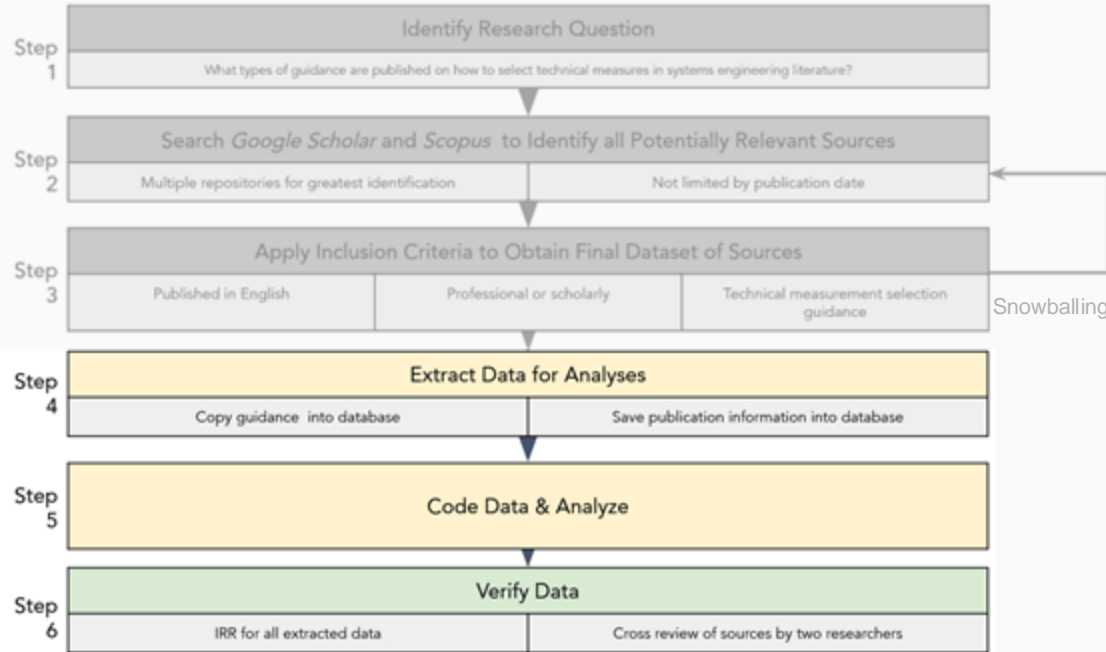 Identify Research Question
Step
1
What types of guidance are published on how to select technical measures in systems engineering literature?
Search Google Scholar and Scopus to Identify all Potentially Relevant Sources
Step
2
Multiple repositories for greatest identification
Not limited by publication date
Apply Inclusion Criteria to Obtain Final Dataset of Sources
Step
3
Published in English
Professional or scholarly
Technical measurement selection
guidance
Snowballing
Extract Data for Analyses
Step
4
Copy guidance into database
Save publication information into database
Step
5
Code Data & Analyze
Verify Data
Step
6
IRR for all extracted data
Cross review of sources by two researchers